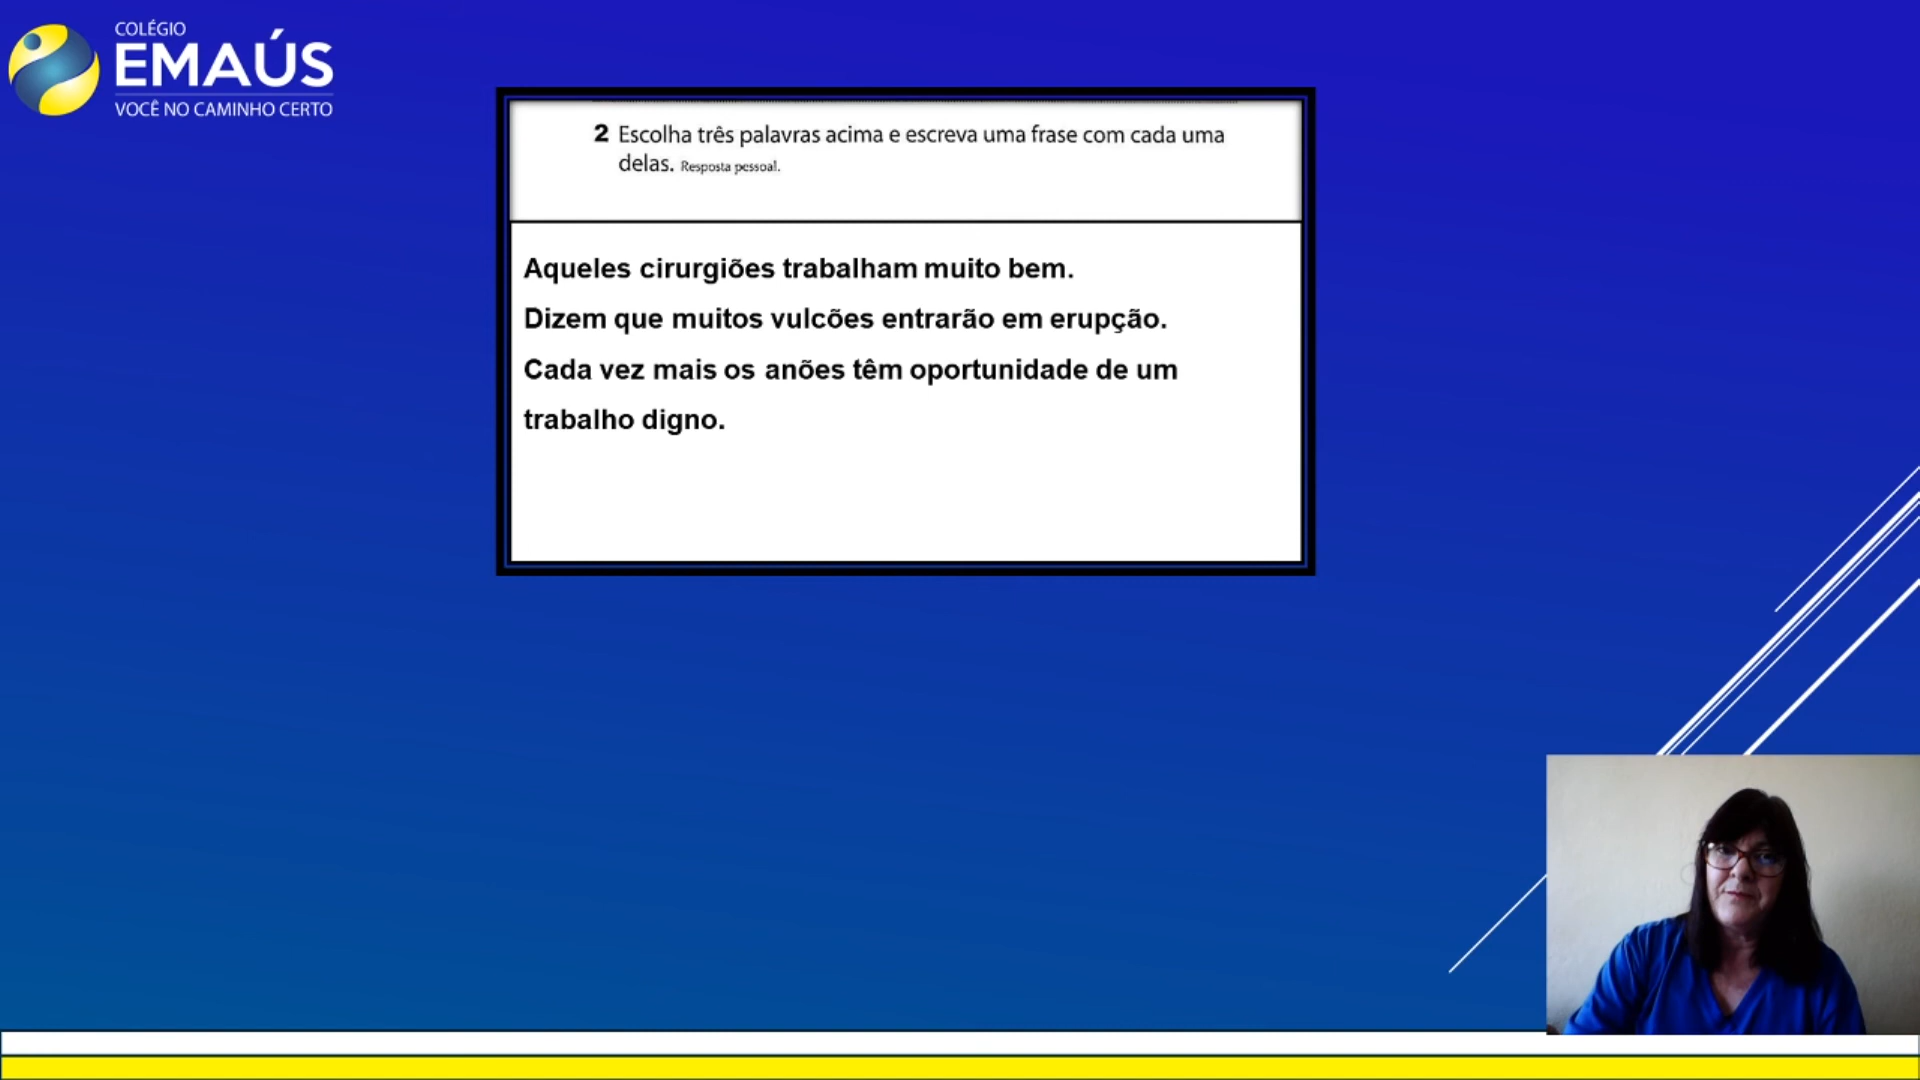 COLÉGIO
EMAÚS
VOCÊ NO CAMINHO CERTO
2 Escolha três palavras acima e escreva uma frase com cada uma
delas. Resposta pessoal.
Aqueles cirurgiões trabalham muito bem.
Dizem que muitos vulcões entrarão em erupção.
Cada vez mais os anões têm oportunidade de um
trabalho digno.